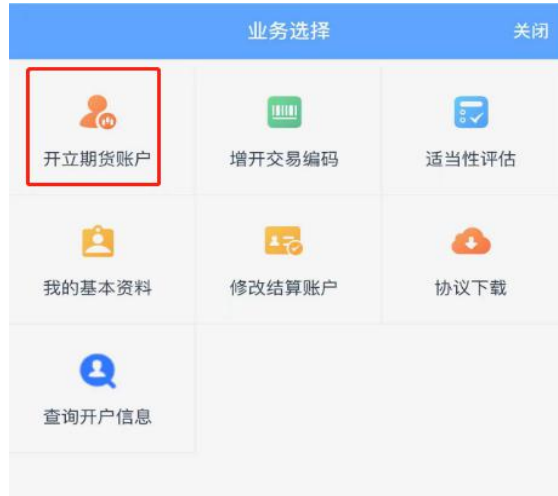 业务选择
关闭
开立期货账户
增开交易编码
适当性评估
我的基本资料
修改结算账户
协议下载
查询开户信息